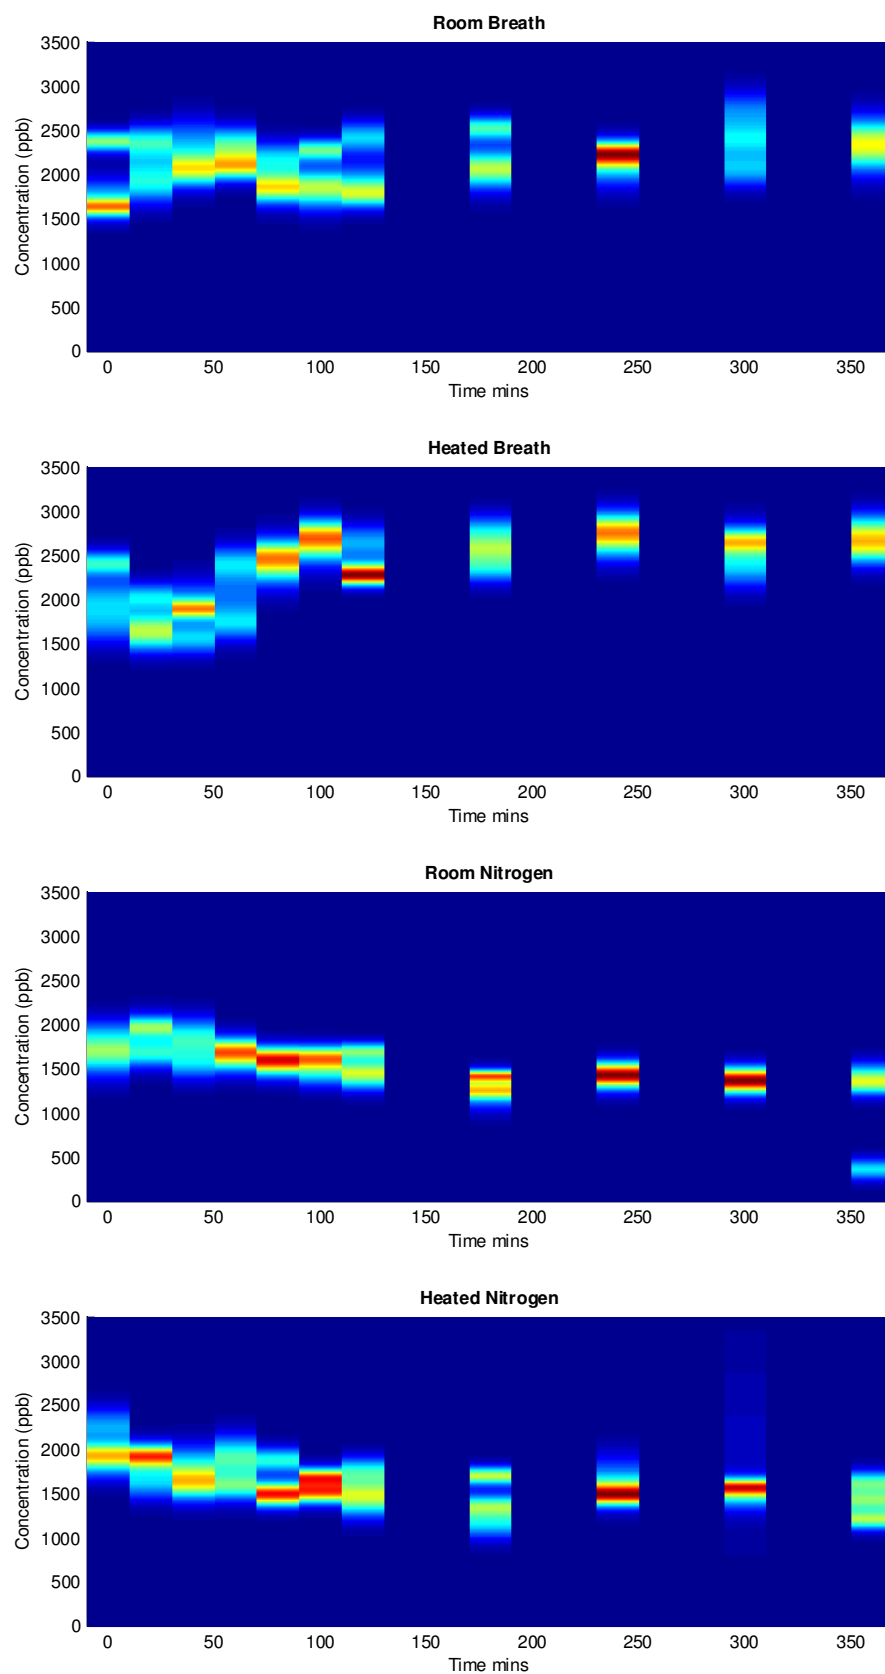 Room Breath
3500
3000
2500
2000
1500
1000
500
0
Concentration (ppb)
0 50 100 150 200 250 300 350
Time mins
Heated Breath
3500
3000
2500
2000
1500
1000
500
0
Concentration (ppb)
0 50 100 150 200 250 300 350
Time mins
Room Nitrogen
3500
3000
2500
2000
1500
1000
500
0
Concentration (ppb)
0 50 100 150 200 250 300 350
Time mins
Heated Nitrogen
3500
3000
2500
2000
1500
1000
500
0
Concentration (ppb)
0 50 100 150 200 250 300 350
Time mins